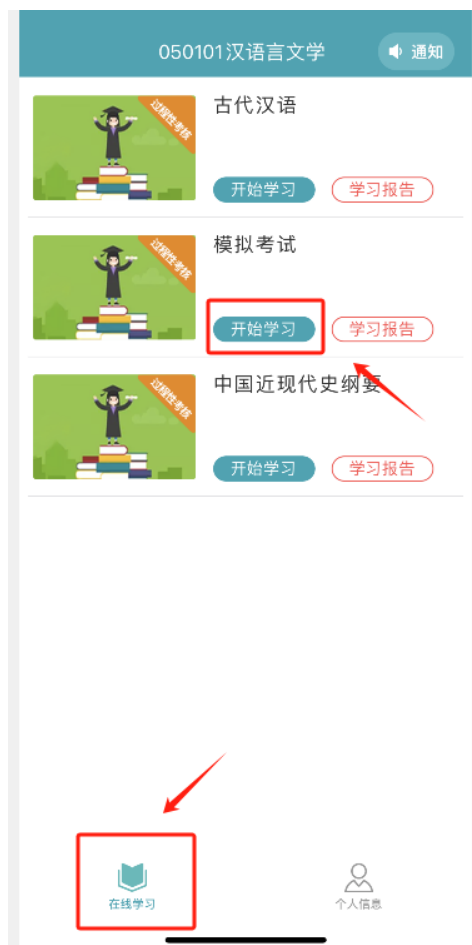 050101汉语言文学
通知
过程性考核
古代汉语
开始学习 学习报告
过程性考核
模拟考试
开始学习 学习报告
过程性考核
中国近现代史纲要
开始学习 学习报告
在线学习 个人信息